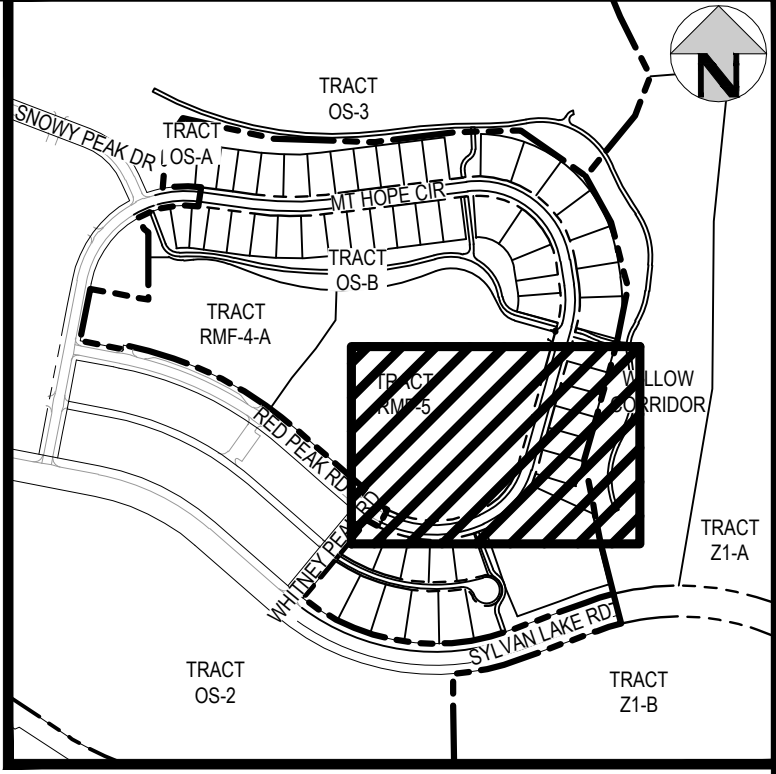 N
TRACT
OS-3
SNOWY PEAK DR
TRACT
OS-A
MT HOPE CIR
TRACT
OS-B
TRACT
RMF-4-A
TRACT
RMF-5
WILLOW
CORRIDOR
RED PEAK RD
WHITNEY PEAK
TRACT
Z1-A
SYLVAN LAKE RD
TRACT
OS-2
TRACT
Z1-B